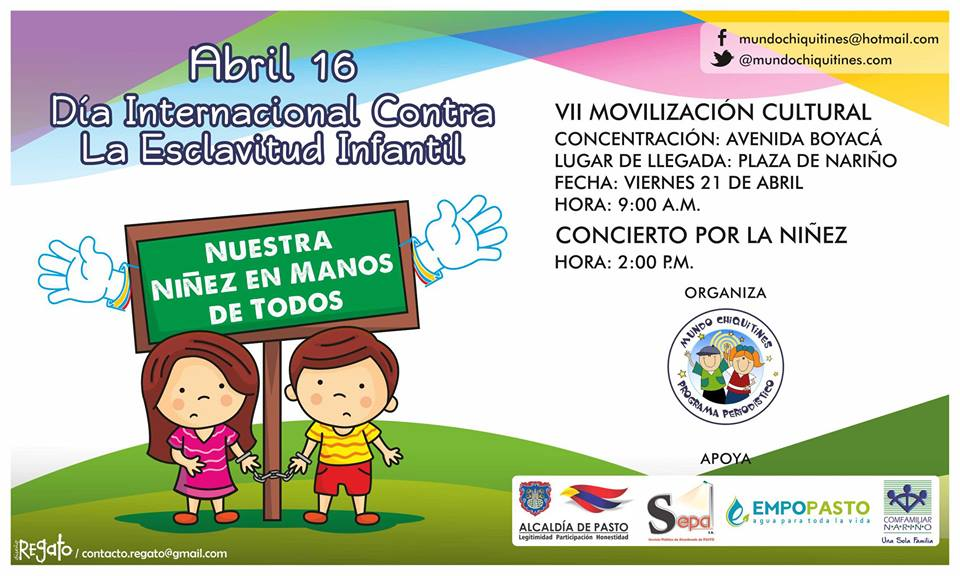 Abril 16
Día Internacional Contra
La Esclavitud Infantil
mundochiquitines@hotmail.com
@mundochiquitines.com
VII MOVILIZACIÓN CULTURAL
CONCENTRACIÓN: AVENIDA BOYACÁ
LUGAR DE LLEGADA: PLAZA DE NARIÑO
FECHA: VIERNES 21 DE ABRIL
HORA: 9:00 A.M.
CONCIERTO POR LA NIÑEZ
HORA: 2:00 P.M.
NUESTRA
NIÑEZ EN MANOS
DE TODOS
ORGANIZA
MUNDO CHIQUITINES
PROGRAMA PERIODÍSTICO
APOYA
ALCALDÍA DE PASTO
Legitimidad Participación Honestidad
Sepal
EMPOPASTO
agua para toda la vida
COMFAMILIAR
NARIÑO
Una Sola Familia
REGATO / contacto.regato@gmail.com